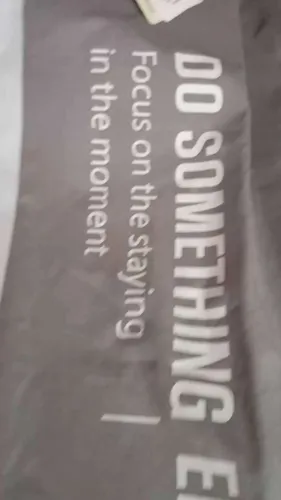 DO SOMETHING
Focus on the staying
in the moment